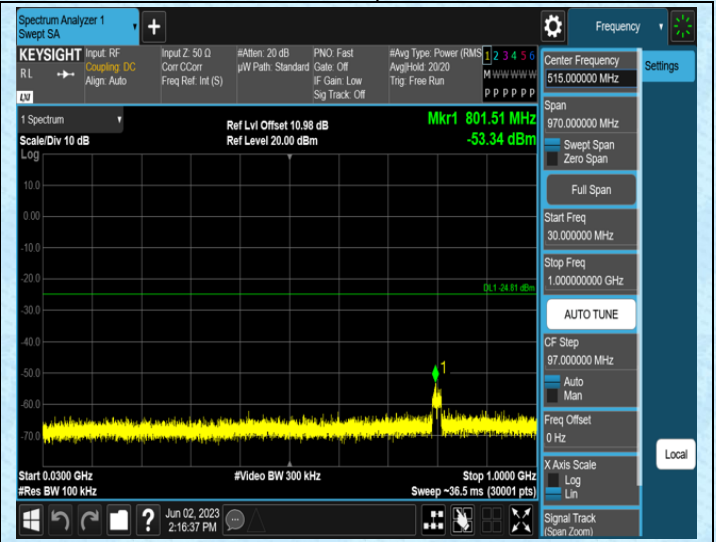 Spectrum Analyzer 1
Swept SA
+
Frequency
KEYSIGHT
RL
LXI
Input: RF
Coupling: DC
Align: Auto
Input Z: 50 Ω
Corr CCorr
Freq Ref: Int (S)
#Atten: 20 dB
µW Path: Standard
PNO: Fast
Gate: Off
IF Gain: Low
Sig Track: Off
#Avg Type: Power (RMS
Avg|Hold: 20/20
Trig: Free Run
1 2 3 4 5 6
M W W W W W
P P P P P P
Center Frequency
515.000000 MHz
Settings
1 Spectrum
Scale/Div 10 dB
Log
Ref Lvl Offset 10.98 dB
Ref Level 20.00 dBm
Mkr1 801.51 MHz
-53.34 dBm
10.0
0.00
-10.0
-20.0
DL1 -24.81 dBm
-30.0
-40.0
-50.0
1
-60.0
-70.0
Start 0.0300 GHz
#Res BW 100 kHz
#Video BW 300 kHz
Stop 1.0000 GHz
Sweep ~36.5 ms (30001 pts)
Span
970.000000 MHz
Swept Span
Zero Span
Full Span
Start Freq
30.000000 MHz
Stop Freq
1.000000000 GHz
AUTO TUNE
CF Step
97.000000 MHz
Auto
Man
Freq Offset
0 Hz
X Axis Scale
Log
Lin
Local
Signal Track
(Span Zoom)
?
Jun 02, 2023
2:16:37 PM